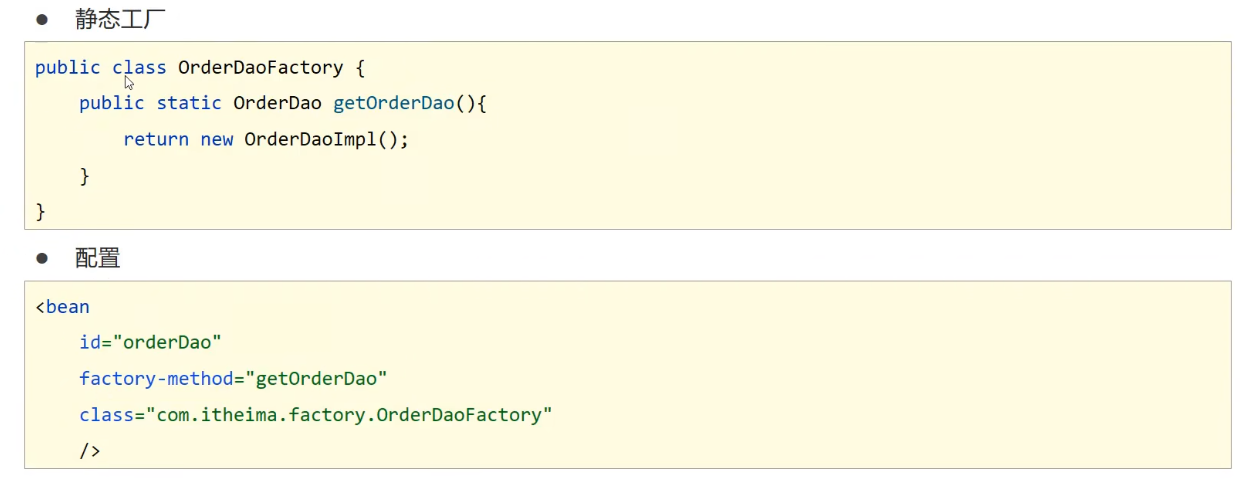 ● 静态工厂
public class OrderDaoFactory {
    public static OrderDao getOrderDao(){
        return new OrderDaoImpl();
    }
}
● 配置
<bean
    id="orderDao"
    factory-method="getOrderDao"
    class="com.itheima.factory.OrderDaoFactory"
    />